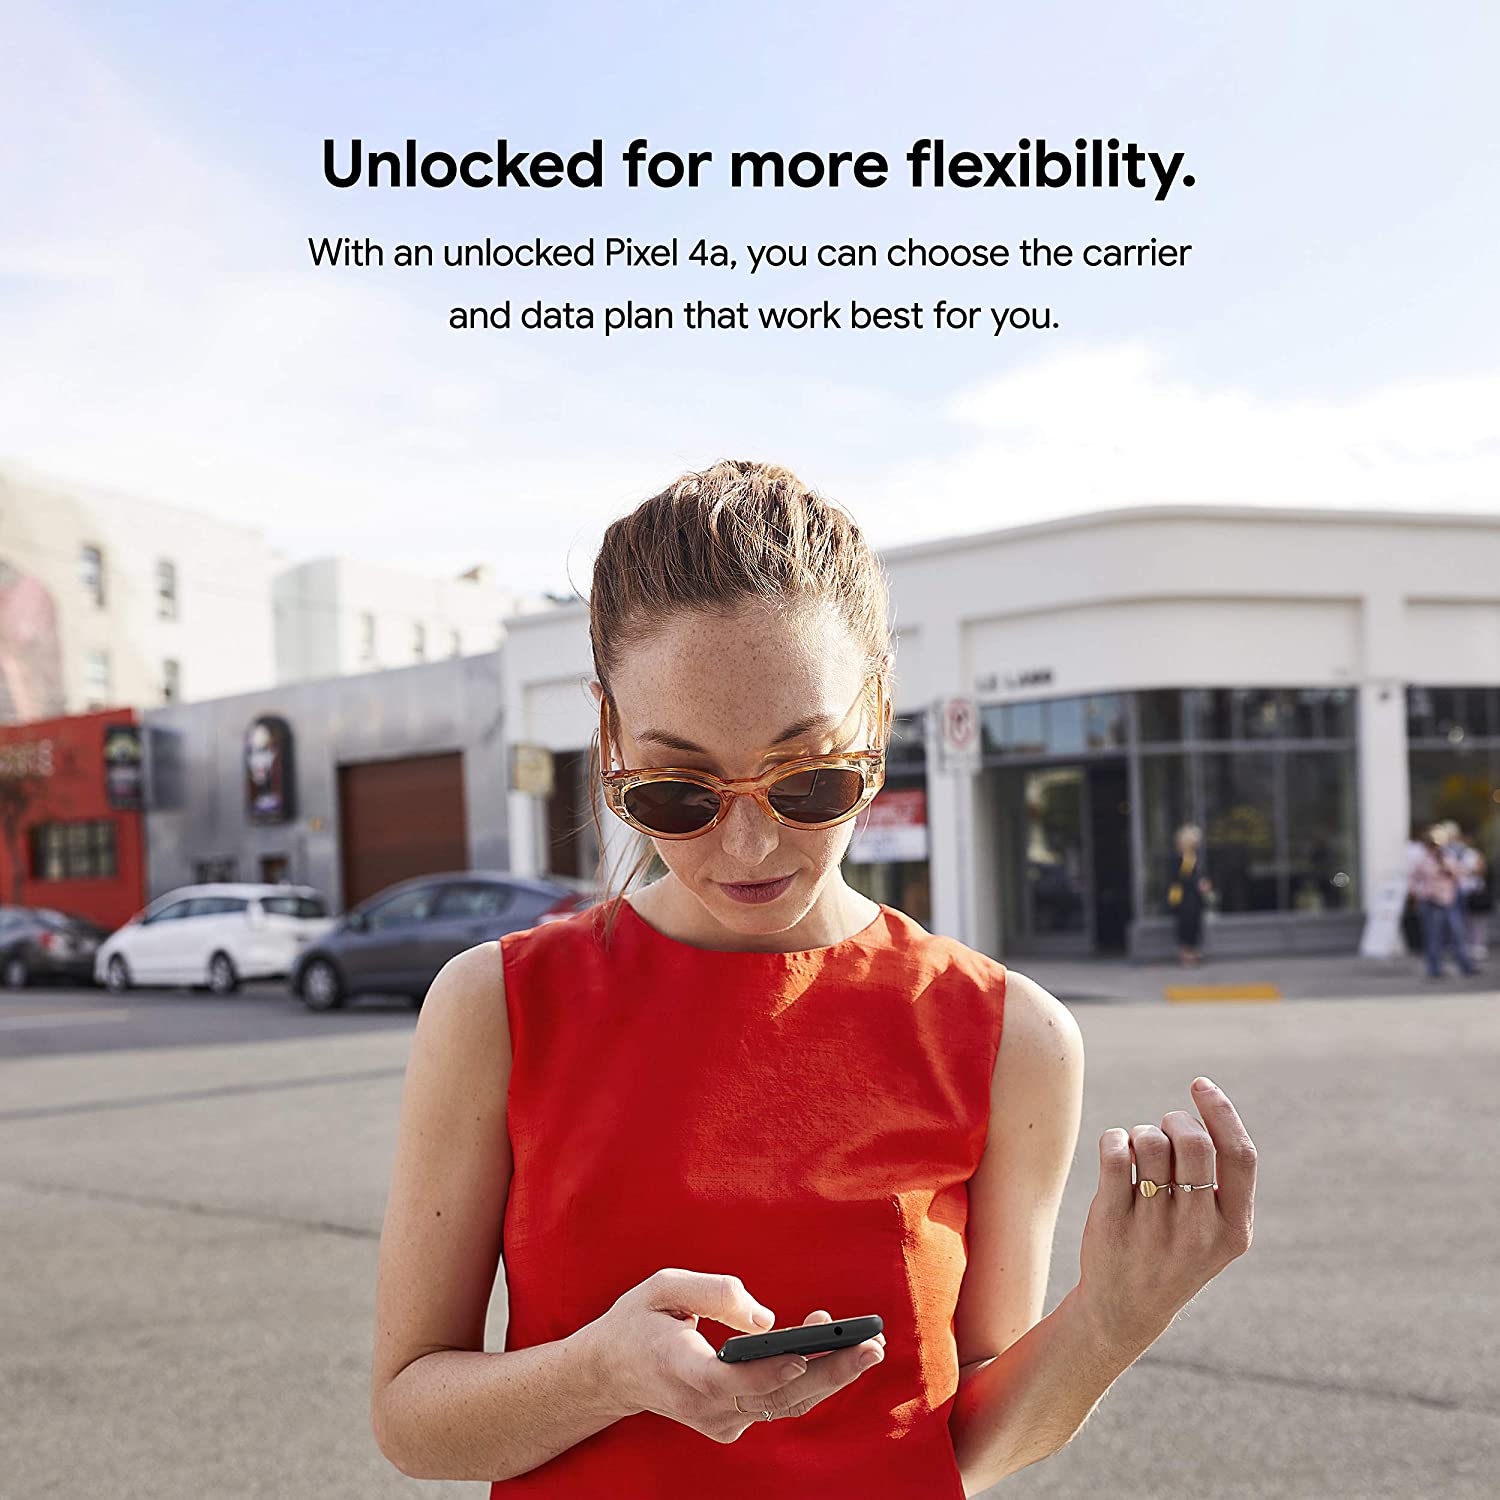 Unlocked for more flexibility.
With an unlocked Pixel 4a, you can choose the carrier
and data plan that work best for you.